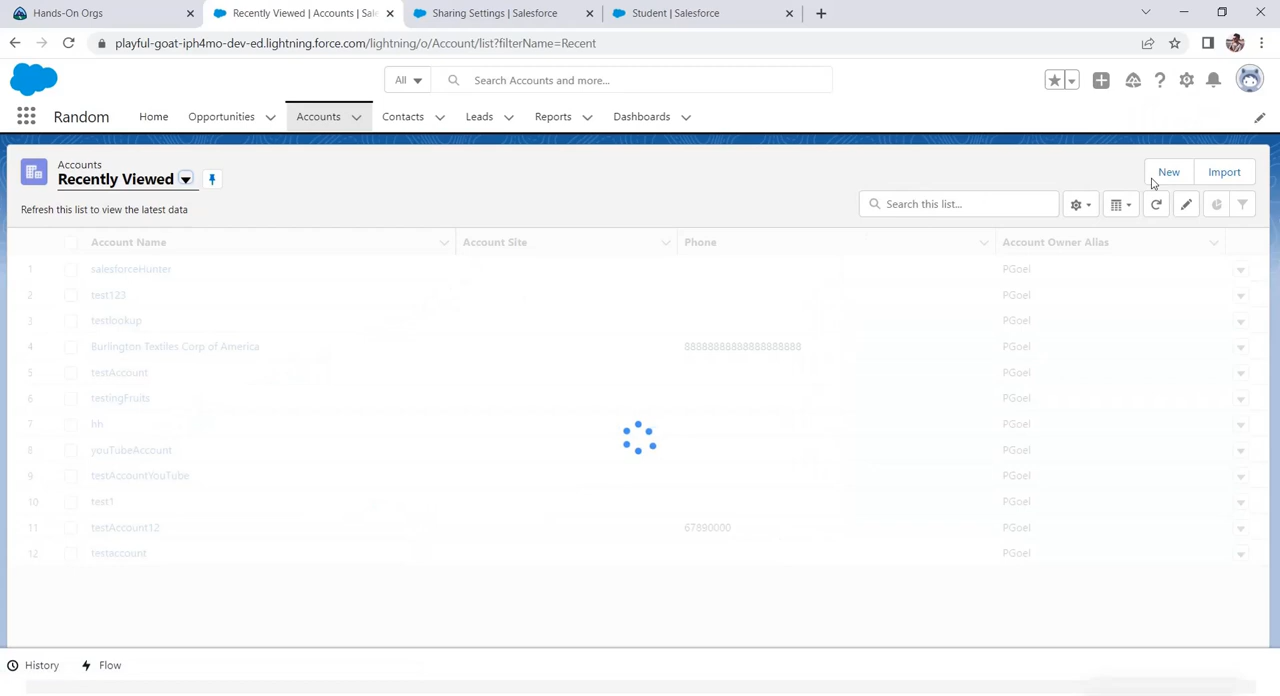 Hands-On Orgs
Recently Viewed | Accounts | Sale
Sharing Settings | Salesforce
Student | Salesforce
playful-goat-iph4mo-dev-ed.lightning.force.com/lightning/o/Account/list?filterName=Recent
All
Search Accounts and more...
Random
Home
Opportunities
Accounts
Contacts
Leads
Reports
Dashboards
Accounts
Recently Viewed
New
Import
Refresh this list to view the latest data
Search this list...
Account Name
Account Site
Phone
Account Owner Alias
1 salesforceHunter PGoel
2 test123 PGoel
3 testlookup PGoel
4 Burlington Textiles Corp of America 88888888888888888888 PGoel
5 testAccount PGoel
6 testingFruits PGoel
7 hh PGoel
8 youTubeAccount PGoel
9 testAccountYouTube PGoel
10 test1 PGoel
11 testAccount12 67890000 PGoel
12 testaccount PGoel
History
Flow